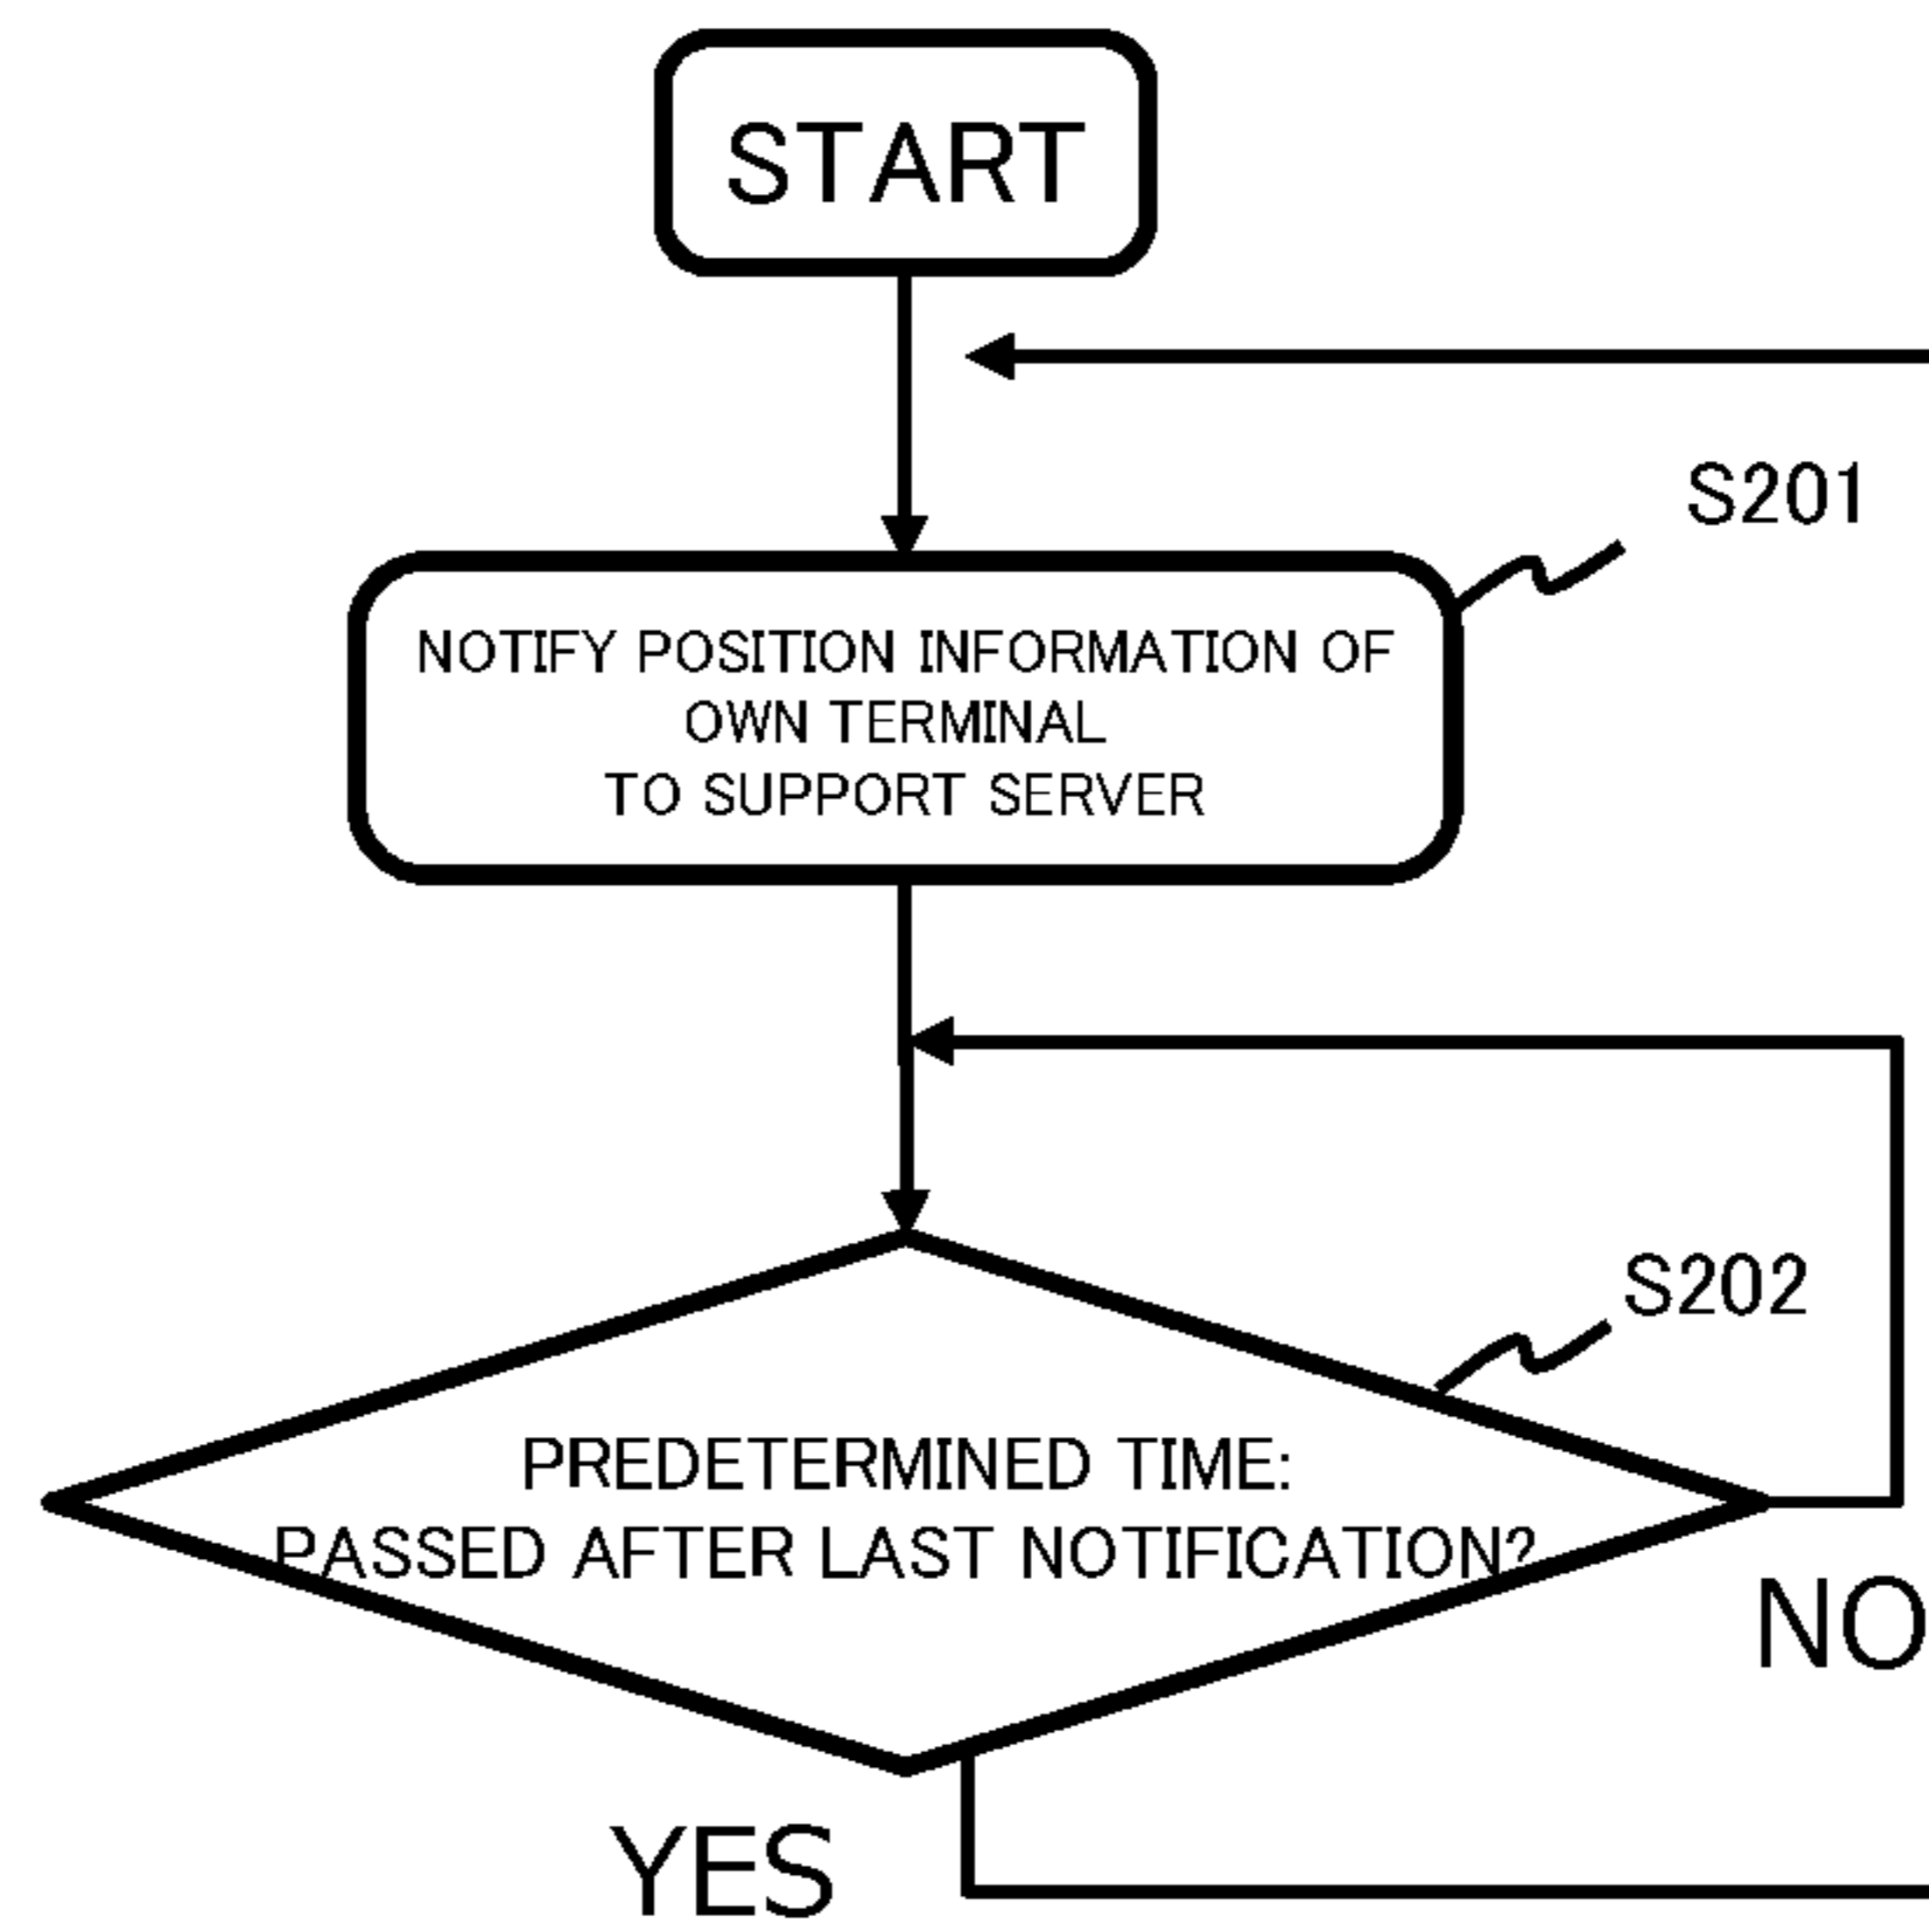 START
S201
NOTIFY POSITION INFORMATION OF
OWN TERMINAL
TO SUPPORT SERVER
S202
PREDETERMINED TIME:
PASSED AFTER LAST NOTIFICATION?
NO
YES